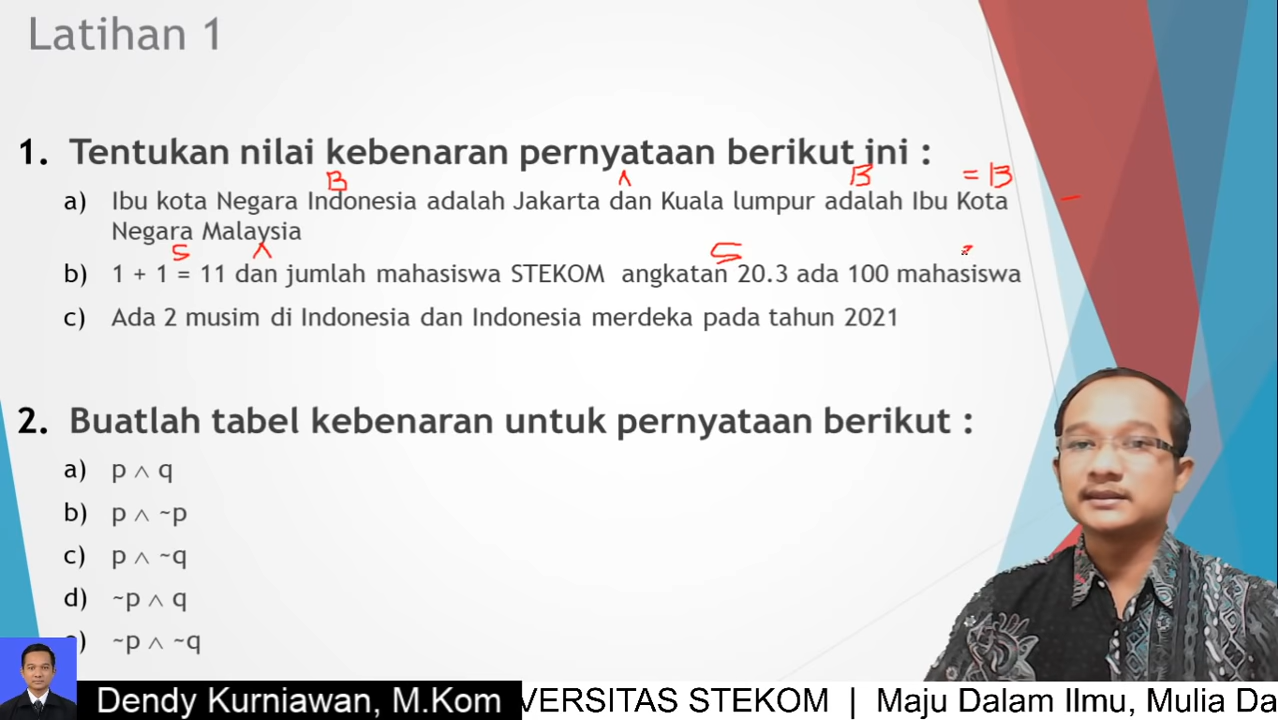 Latihan 1
1. Tentukan nilai kebenaran pernyataan berikut ini :
B ∧ B = B
a) Ibu kota Negara Indonesia adalah Jakarta dan Kuala lumpur adalah Ibu Kota
Negara Malaysia
S ∧ S
b) 1 + 1 = 11 dan jumlah mahasiswa STEKOM angkatan 20.3 ada 100 mahasiswa
c) Ada 2 musim di Indonesia dan Indonesia merdeka pada tahun 2021
2. Buatlah tabel kebenaran untuk pernyataan berikut :
a) p ∧ q
b) p ∧ ~p
c) p ∧ ~q
d) ~p ∧ q
) ~p ∧ ~q
Dendy Kurniawan, M.Kom
VERSITAS STEKOM | Maju Dalam Ilmu, Mulia Da